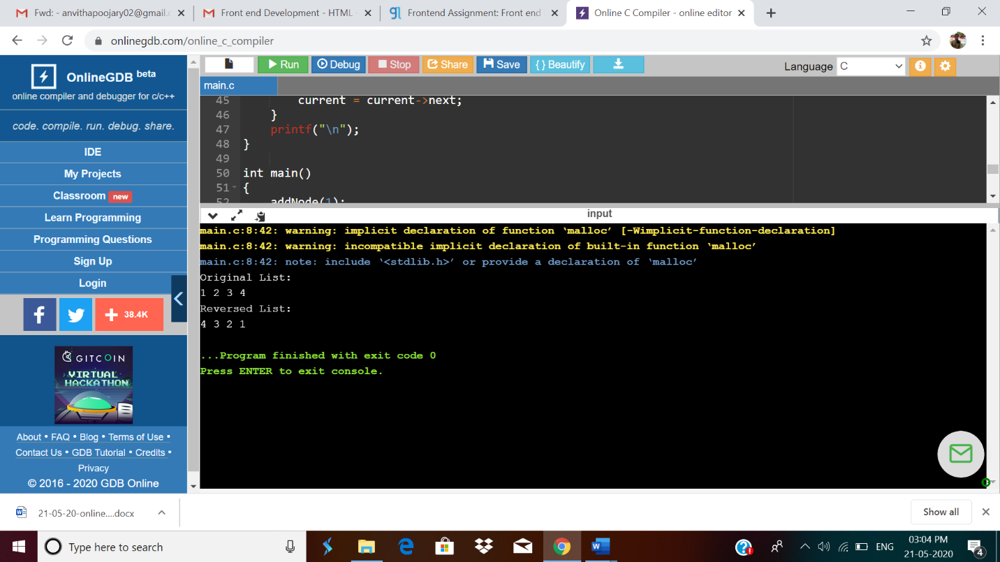 Fwd: - anvithapoojary02@gmail.c
Front end Development - HTML -
Frontend Assignment: Front end
Online C Compiler - online editor
onlinegdb.com/online_c_compiler
OnlineGDB beta
online compiler and debugger for c/c++
code. compile. run. debug. share.
IDE
My Projects
Classroom new
Learn Programming
Programming Questions
Sign Up
Login
38.4K
GITCOIN
VIRTUAL
HACKATHON
About • FAQ • Blog • Terms of Use •
Contact Us • GDB Tutorial • Credits •
Privacy
© 2016 - 2020 GDB Online
Run Debug Stop Share Save { } Beautify
Language C
main.c
45 current = current->next;
46 }
47 printf("\n");
48 }
49
50 int main()
51 {
52 addNode(1);
input
main.c:8:42: warning: implicit declaration of function ‘malloc’ [-Wimplicit-function-declaration]
main.c:8:42: warning: incompatible implicit declaration of built-in function ‘malloc’
main.c:8:42: note: include ‘<stdlib.h>’ or provide a declaration of ‘malloc’
Original List:
1 2 3 4
Reversed List:
4 3 2 1
...Program finished with exit code 0
Press ENTER to exit console.
21-05-20-online....docx
Show all
Type here to search
ENG
03:04 PM
21-05-2020
4